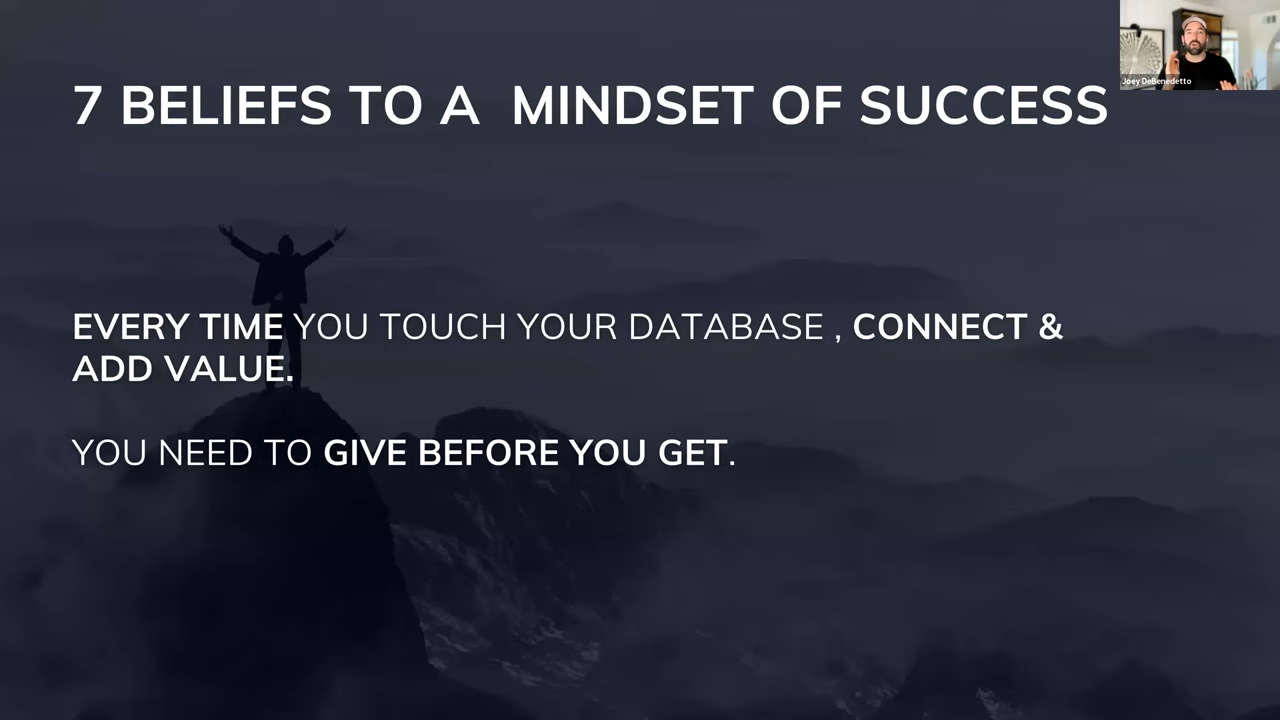 Joey DeBenedetto
7 BELIEFS TO A  MINDSET OF SUCCESS
EVERY TIME YOU TOUCH YOUR DATABASE , CONNECT &
ADD VALUE.
YOU NEED TO GIVE BEFORE YOU GET.